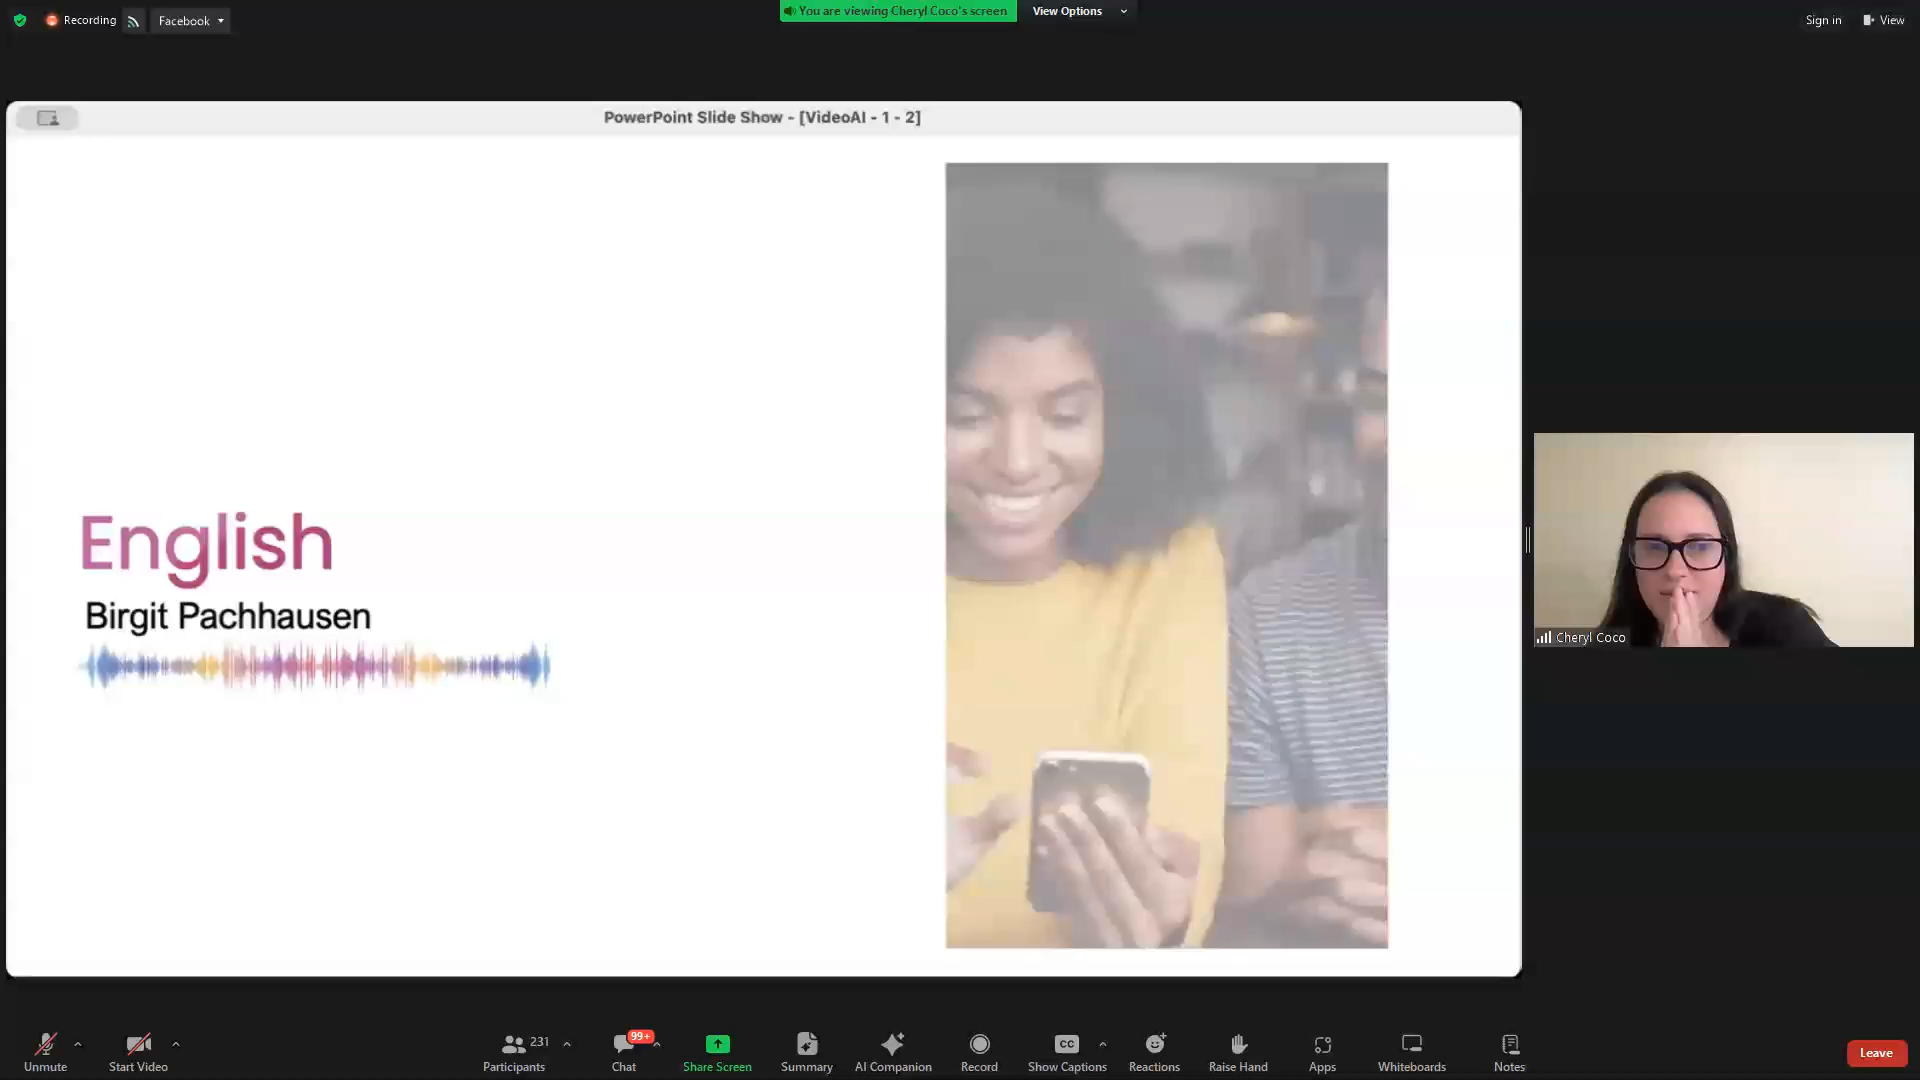 Recording
Facebook
You are viewing Cheryl Coco's screen
View Options
Sign in
View
PowerPoint Slide Show - [VideoAI - 1 - 2]
English
Birgit Pachhausen
Cheryl Coco
Unmute
Start Video
231
Participants
99+
Chat
Share Screen
Summary
AI Companion
Record
CC
Show Captions
Reactions
Raise Hand
Apps
Whiteboards
Notes
Leave